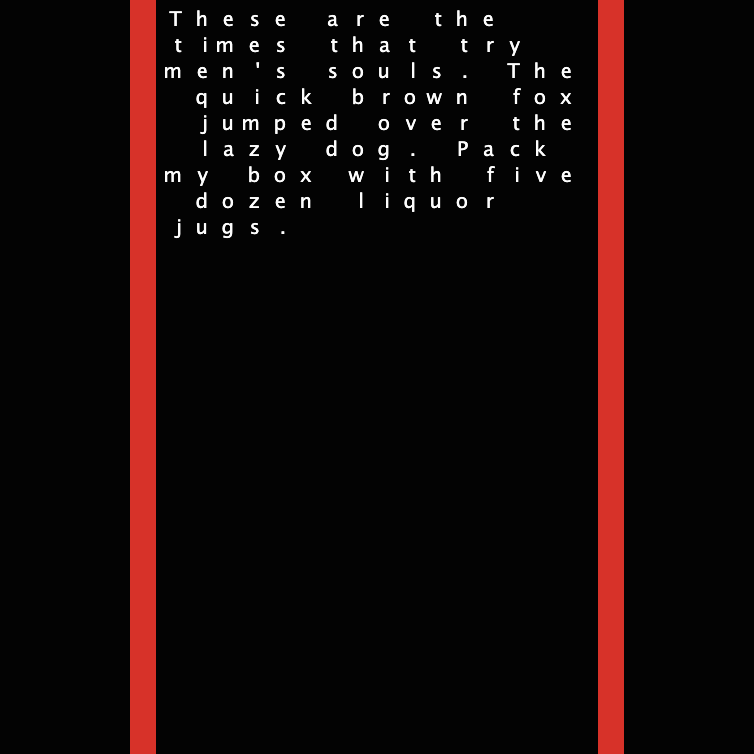 These are the
times that try
men's souls. The
quick brown fox
jumped over the
lazy dog. Pack
my box with five
dozen liquor
jugs.